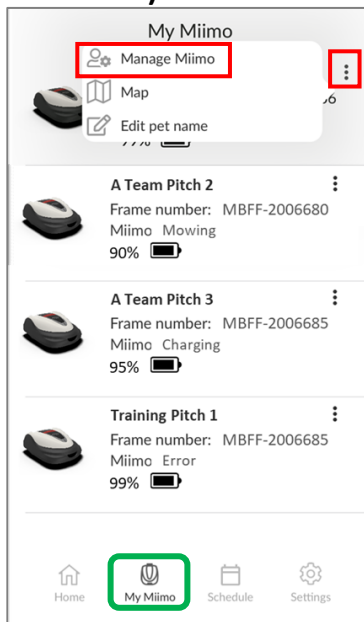 My Miimo
Manage Miimo
Map
Edit pet name
A Team Pitch 2
Frame number: MBFF-2006680
Miimo Mowing
90%
A Team Pitch 3
Frame number: MBFF-2006685
Miimo Charging
95%
Training Pitch 1
Frame number: MBFF-2006685
Miimo Error
99%
Home
My Miimo
Schedule
Settings